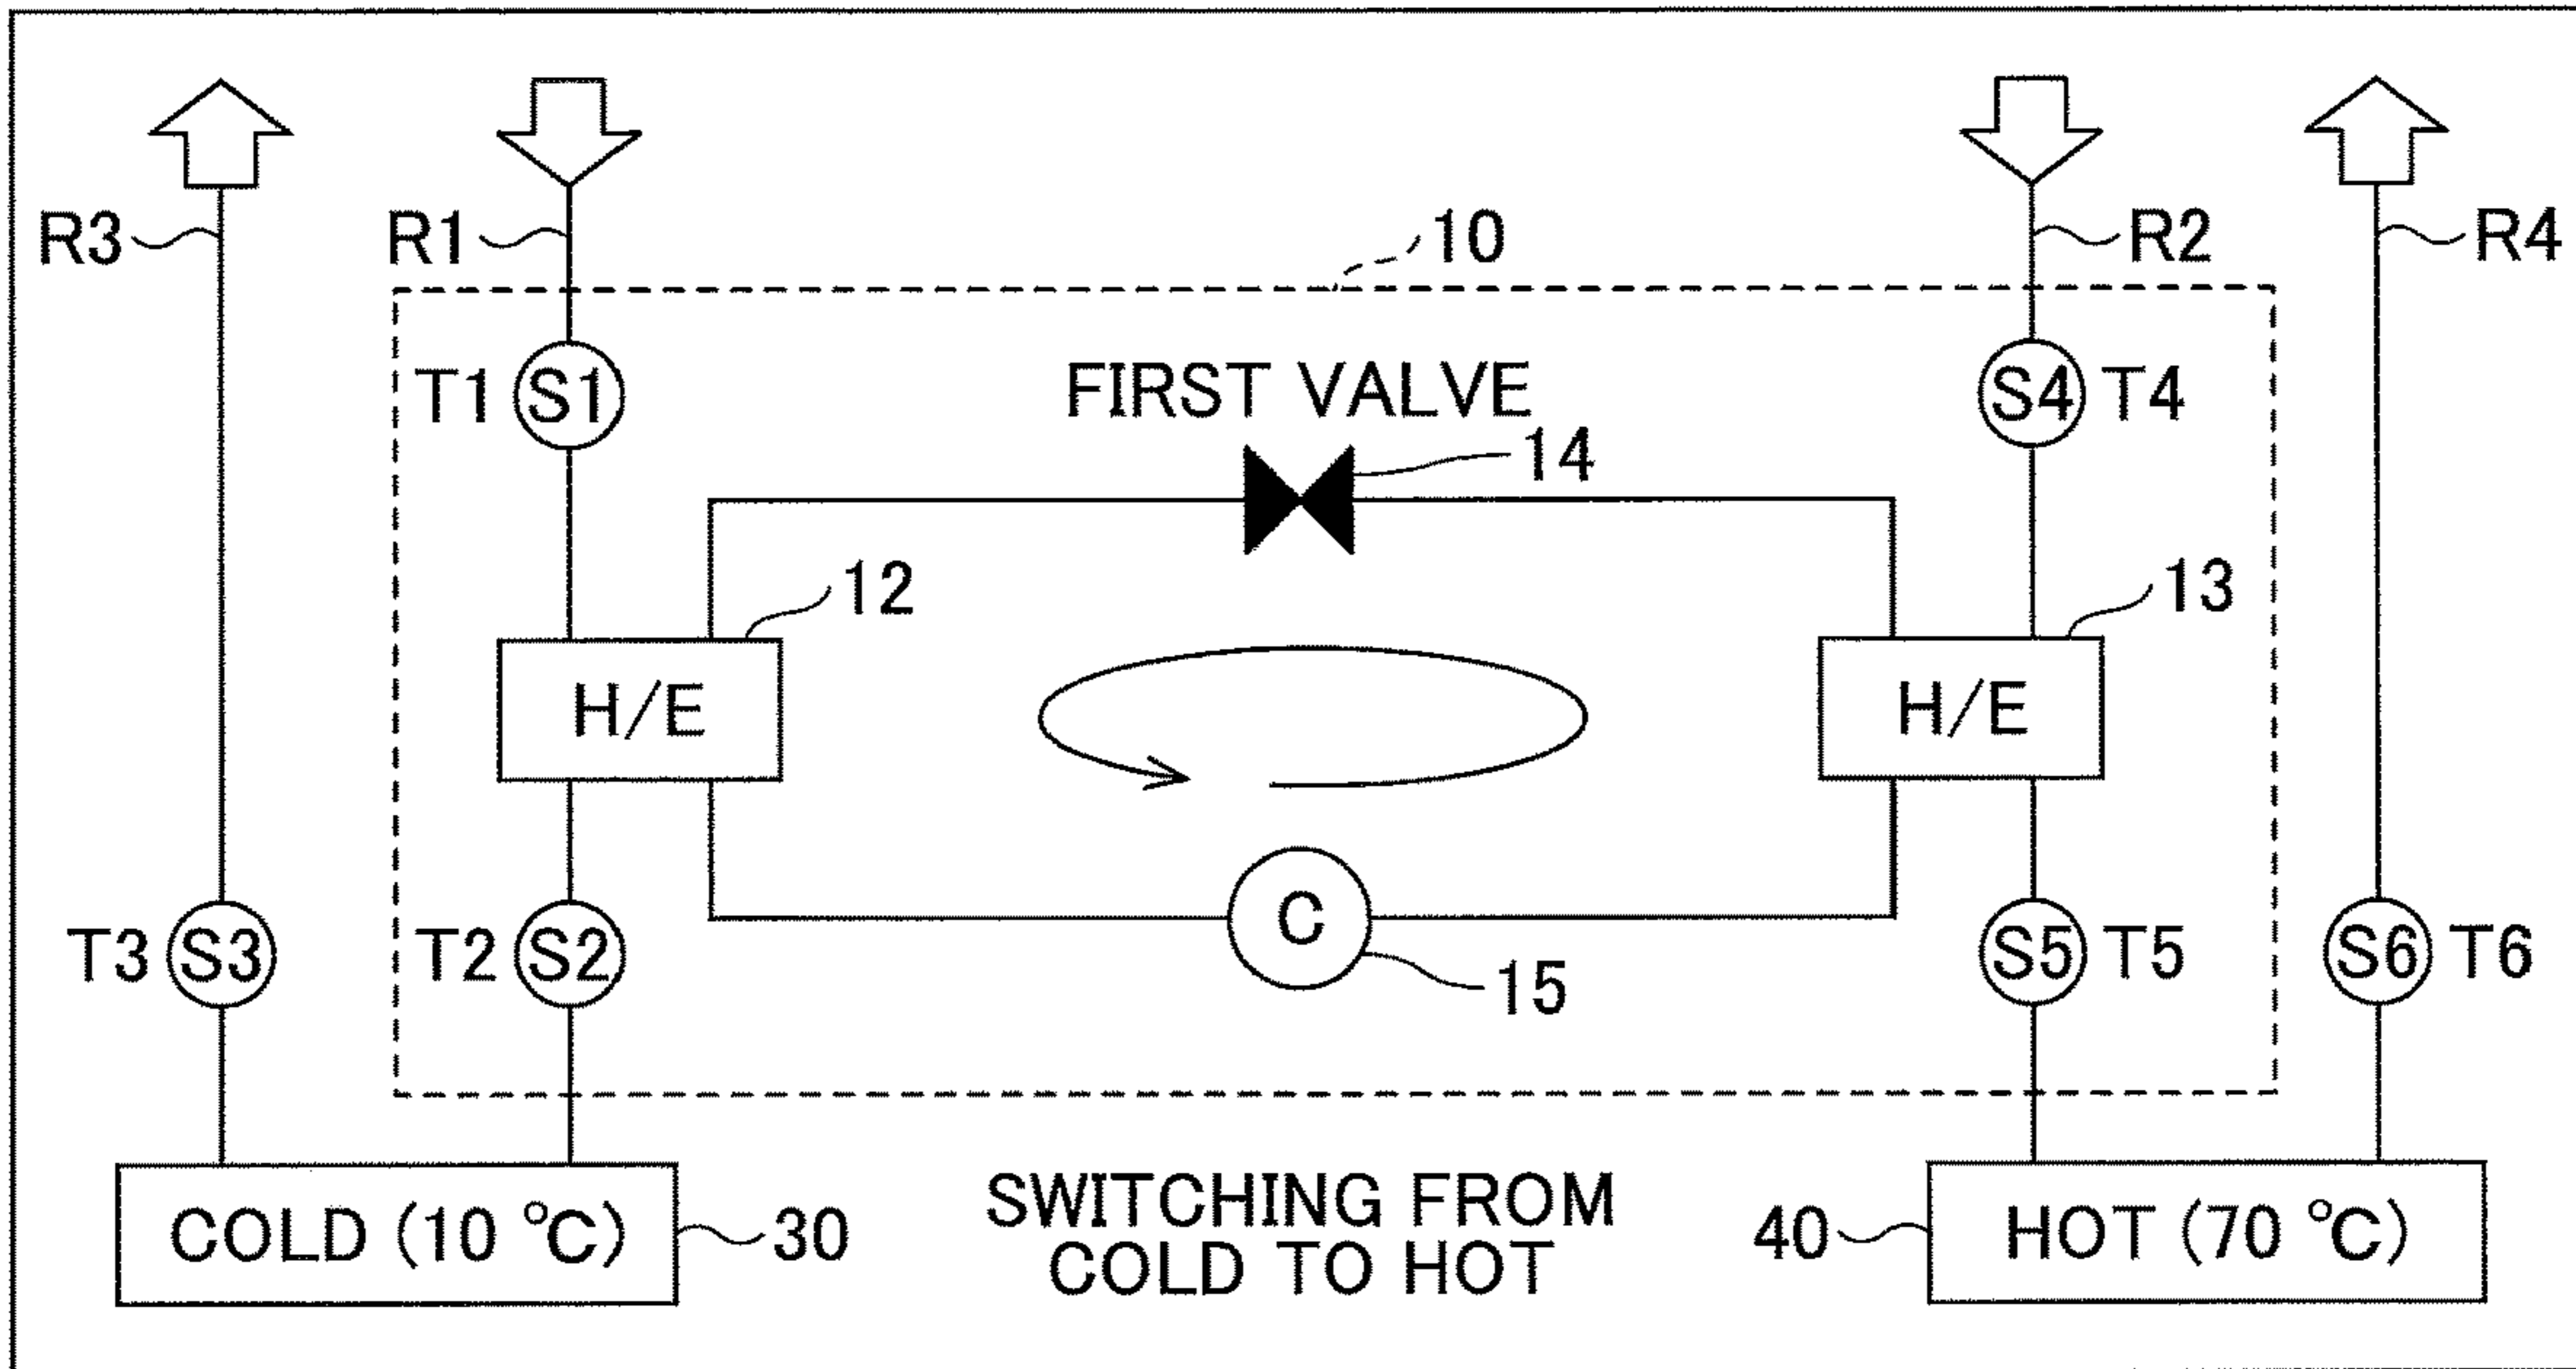 R3
R1
10
R2
R4
T1
S1
FIRST VALVE
S4
T4
14
12
13
H/E
H/E
T3
S3
T2
S2
C
15
S5
T5
S6
T6
COLD (10 ℃)
30
SWITCHING FROM
COLD TO HOT
40
HOT (70 ℃)